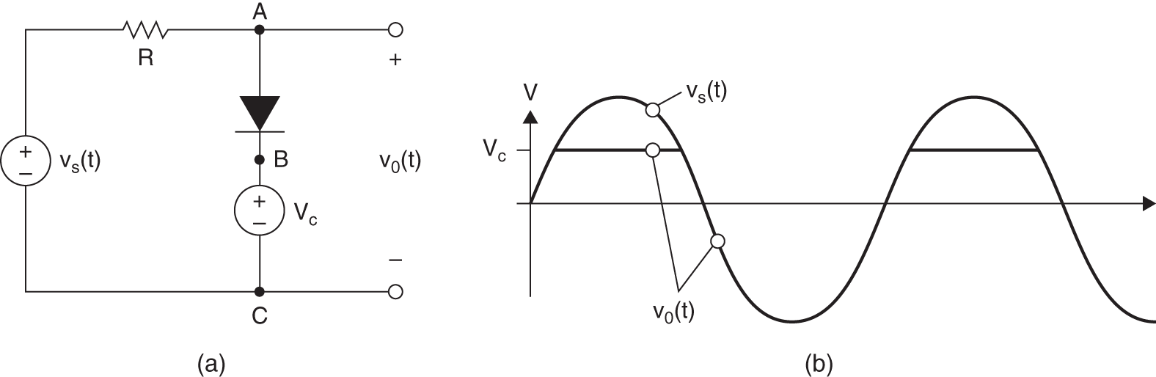 A
R
+
+
−
vs(t)
B
v0(t)
+
−
Vc
−
C
(a)
V
vs(t)
Vc
v0(t)
(b)